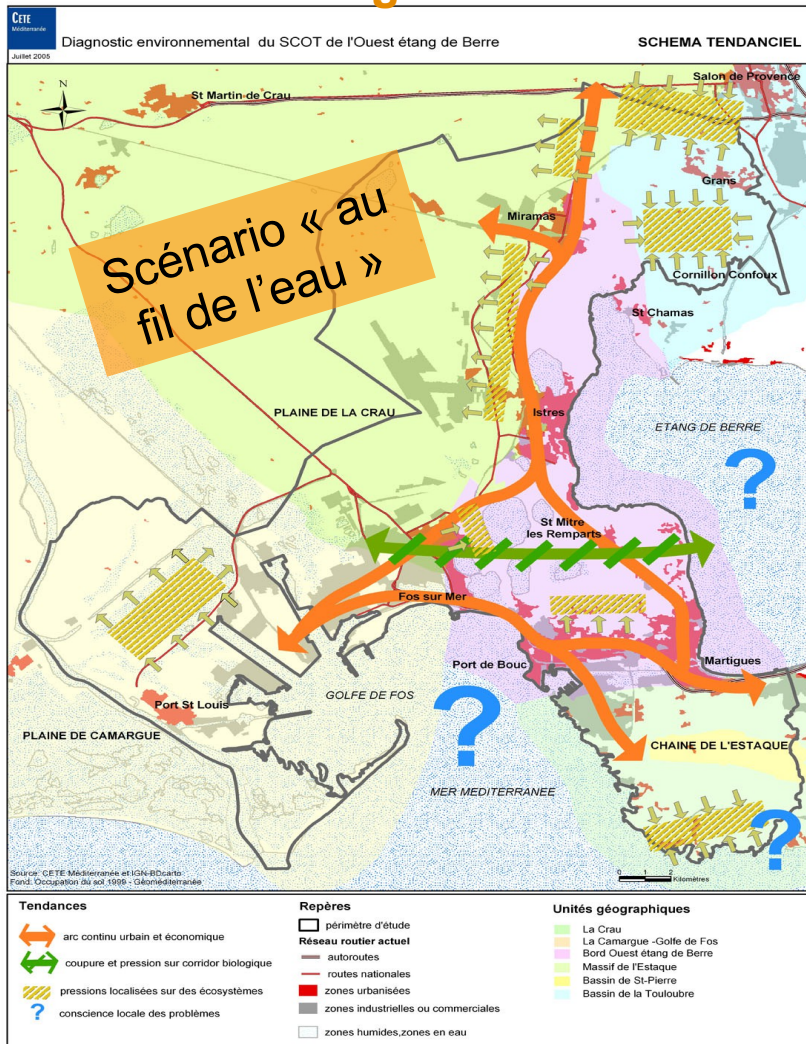 CETE
Méditerranée
Juillet 2005
Diagnostic environnemental du SCOT de l'Ouest étang de Berre
SCHEMA TENDANCIEL
N
St Martin de Crau
Salon de Provence
Grans
Miramas
Scénario « au
fil de l'eau »
Cornillon Confoux
St Chamas
PLAINE DE LA CRAU
Istres
ETANG DE BERRE
?
St Mitre
les Remparts
Fos sur Mer
Port de Bouc
Martigues
GOLFE DE FOS
Port St Louis
?
PLAINE DE CAMARGUE
CHAINE DE L'ESTAQUE
MER MEDITERRANEE
?
Source: CETE Méditerranée et IGN-BDcarto
Fond: Occupation du sol 1999 - Géoméditerranée
0 1 2
Kilomètres
Tendances
arc continu urbain et économique
coupure et pression sur corridor biologique
pressions localisées sur des écosystèmes
? conscience locale des problèmes
Repères
périmètre d'étude
Réseau routier actuel
autoroutes
routes nationales
zones urbanisées
zones industrielles ou commerciales
zones humides,zones en eau
Unités géographiques
La Crau
La Camargue -Golfe de Fos
Bord Ouest étang de Berre
Massif de l'Estaque
Bassin de St-Pierre
Bassin de la Touloubre